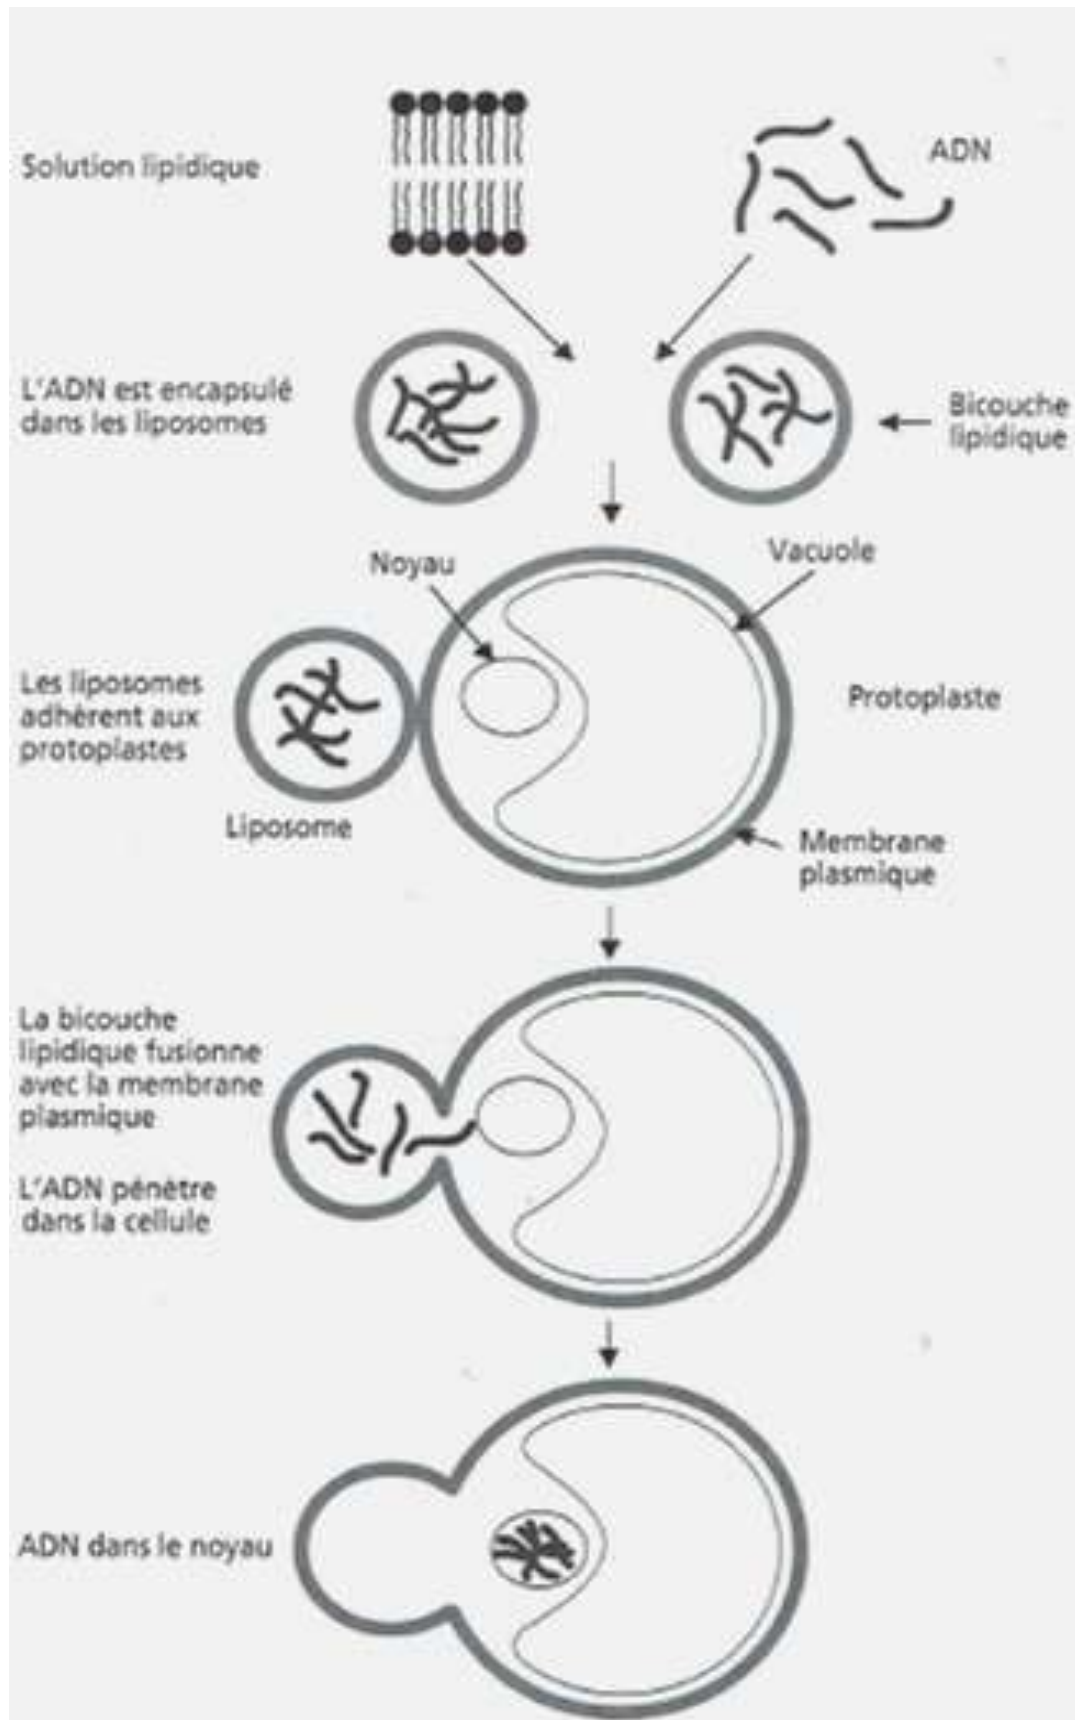 Solution lipidique
ADN
L'ADN est encapsulé
dans les liposomes
Bicouche
lipidique
Noyau
Vacuole
Les liposomes
adhèrent aux
protoplastes
Protoplaste
Liposome
Membrane
plasmique
La bicouche
lipidique fusionne
avec la membrane
plasmique
L'ADN pénètre
dans la cellule
ADN dans le noyau